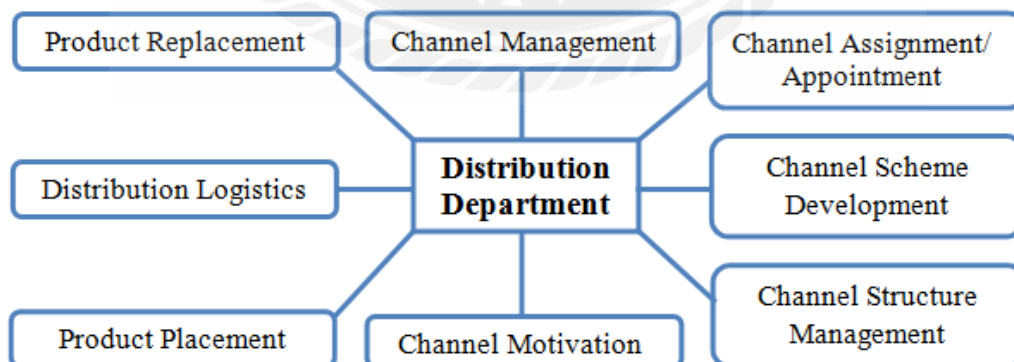 Product Replacement
Channel Management
Channel Assignment/
Appointment
Distribution Logistics
Distribution
Department
Channel Scheme
Development
Product Placement
Channel Motivation
Channel Structure
Management